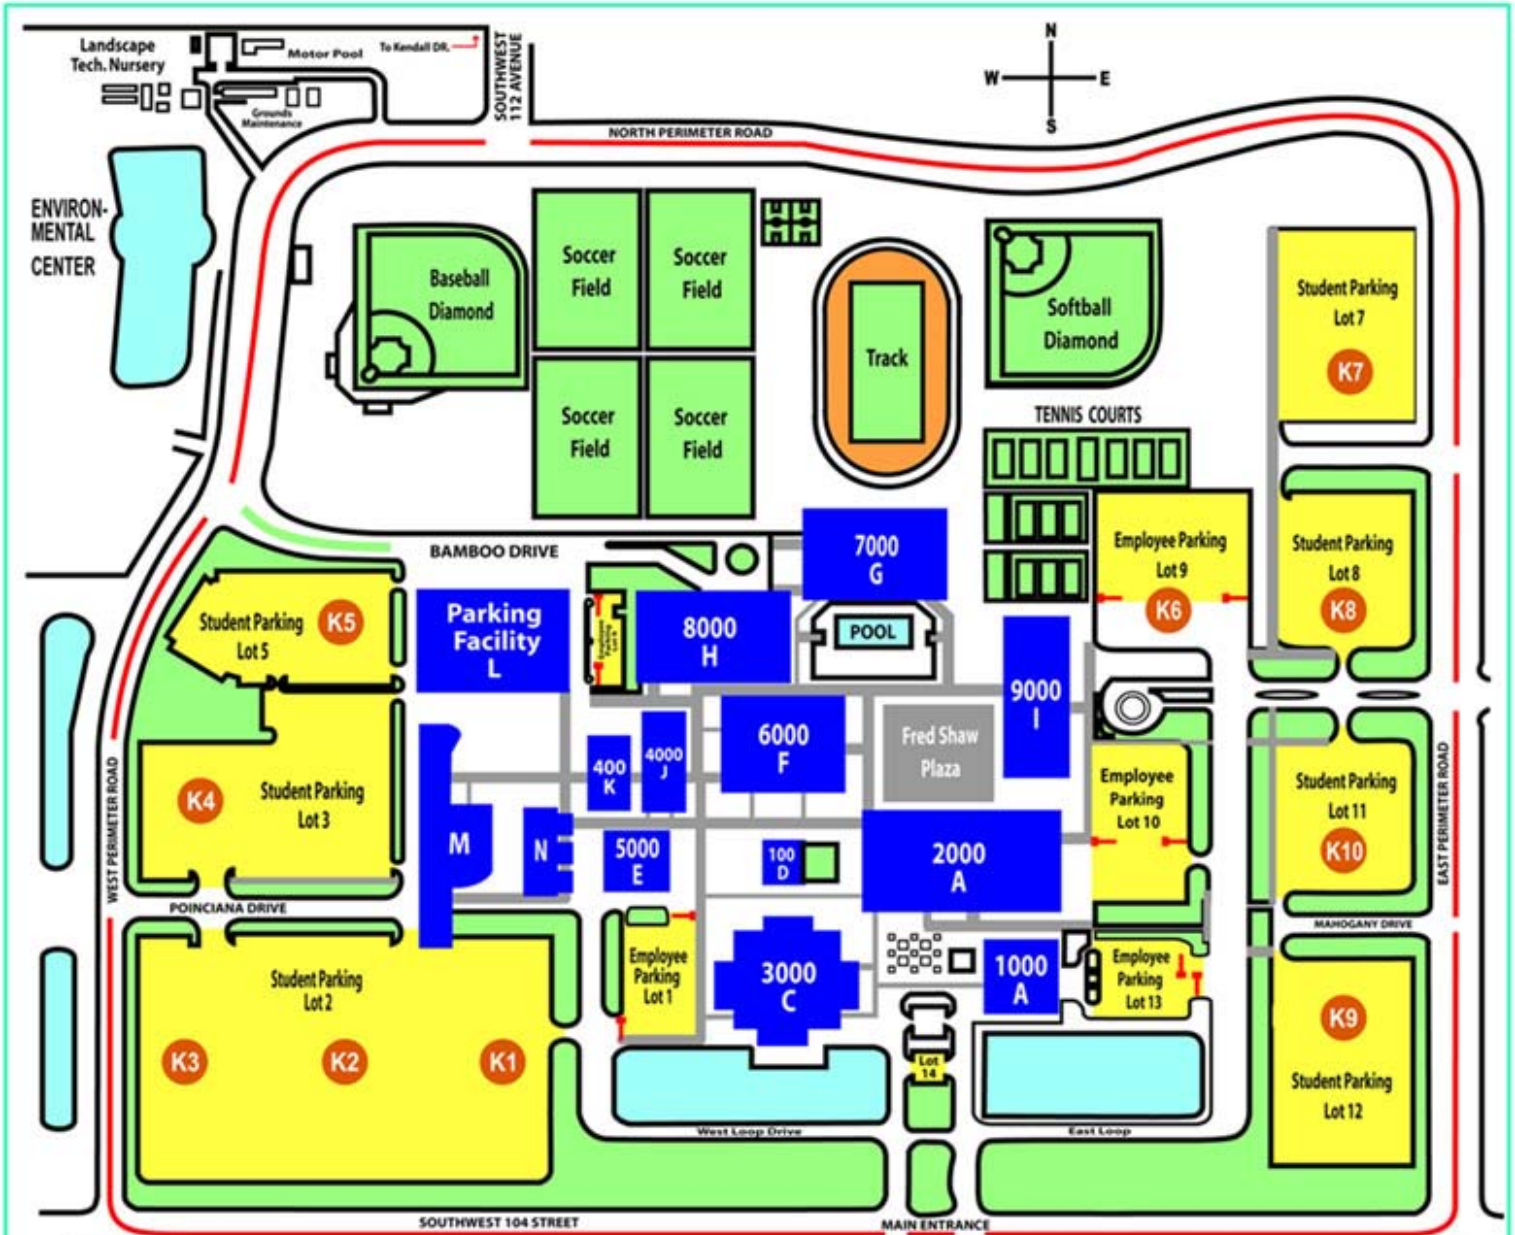 Landscape
Tech. Nursery
Motor Pool
To Kendall DR.
SOUTHWEST
112 AVENUE
Grounds
Maintenance
N
W
E
S
NORTH PERIMETER ROAD
ENVIRON-
MENTAL
CENTER
Baseball
Diamond
Soccer
Field
Soccer
Field
Soccer
Field
Soccer
Field
Track
Softball
Diamond
TENNIS COURTS
Student Parking
Lot 7
K7
BAMBOO DRIVE
7000
G
Employee Parking
Lot 9
K6
Student Parking
Lot 8
K8
Student Parking
Lot 5
K5
Parking
Facility
L
Employee
Parking
8000
H
POOL
9000
I
6000
F
Fred Shaw
Plaza
400
K
4000
J
WEST PERIMETER ROAD
K4
Student Parking
Lot 3
M
N
5000
E
100
D
2000
A
Employee
Parking
Lot 10
Student Parking
Lot 11
K10
EAST PERIMETER ROAD
POINCIANA DRIVE
MAHOGANY DRIVE
Student Parking
Lot 2
K3
K2
K1
Employee
Parking
Lot 1
3000
C
1000
A
Employee
Parking
Lot 13
K9
Student Parking
Lot 12
Lot
14
West Loop Drive
East Loop
SOUTHWEST 104 STREET
MAIN ENTRANCE